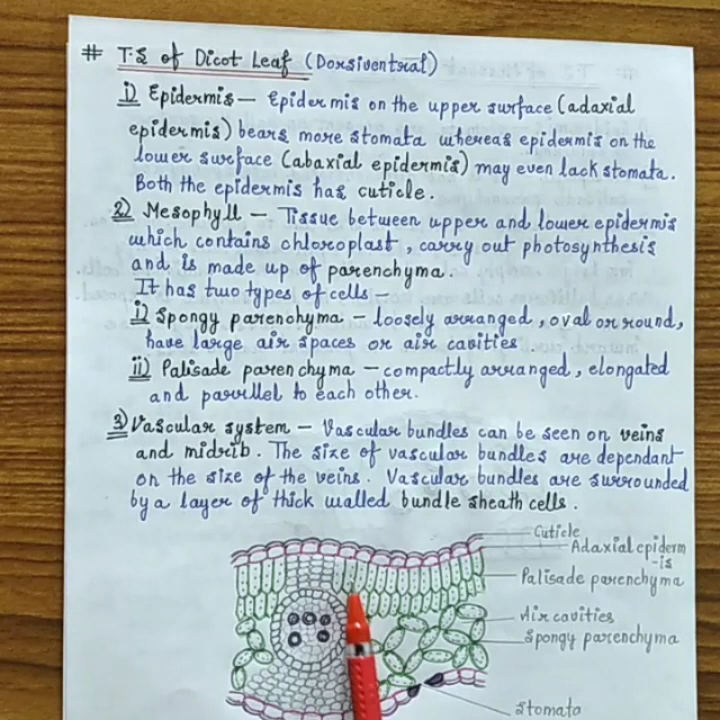 # T.S of Dicot Leaf (Dorsiventral)
1) Epidermis — Epidermis on the upper surface (adaxial
epidermis) bears more stomata whereas epidermis on the
lower surface (abaxial epidermis) may even lack stomata.
Both the epidermis has cuticle.
2) Mesophyll — Tissue between upper and lower epidermis
which contains chloroplast, carry out photosynthesis
and is made up of parenchyma.
It has two types of cells —
i) Spongy parenchyma — loosely arranged, oval or round,
have large air spaces or air cavities.
ii) Palisade parenchyma — compactly arranged, elongated
and parrllel to each other.
3) Vascular system — Vascular bundles can be seen on veins
and midrib. The size of vascular bundles are dependant
on the size of the veins. Vascular bundles are surrounded
by a layer of thick walled bundle sheath cells.
Cuticle
Adaxial epiderm
-is
Palisade parenchyma
Air cavities
Spongy parenchyma
Stomata